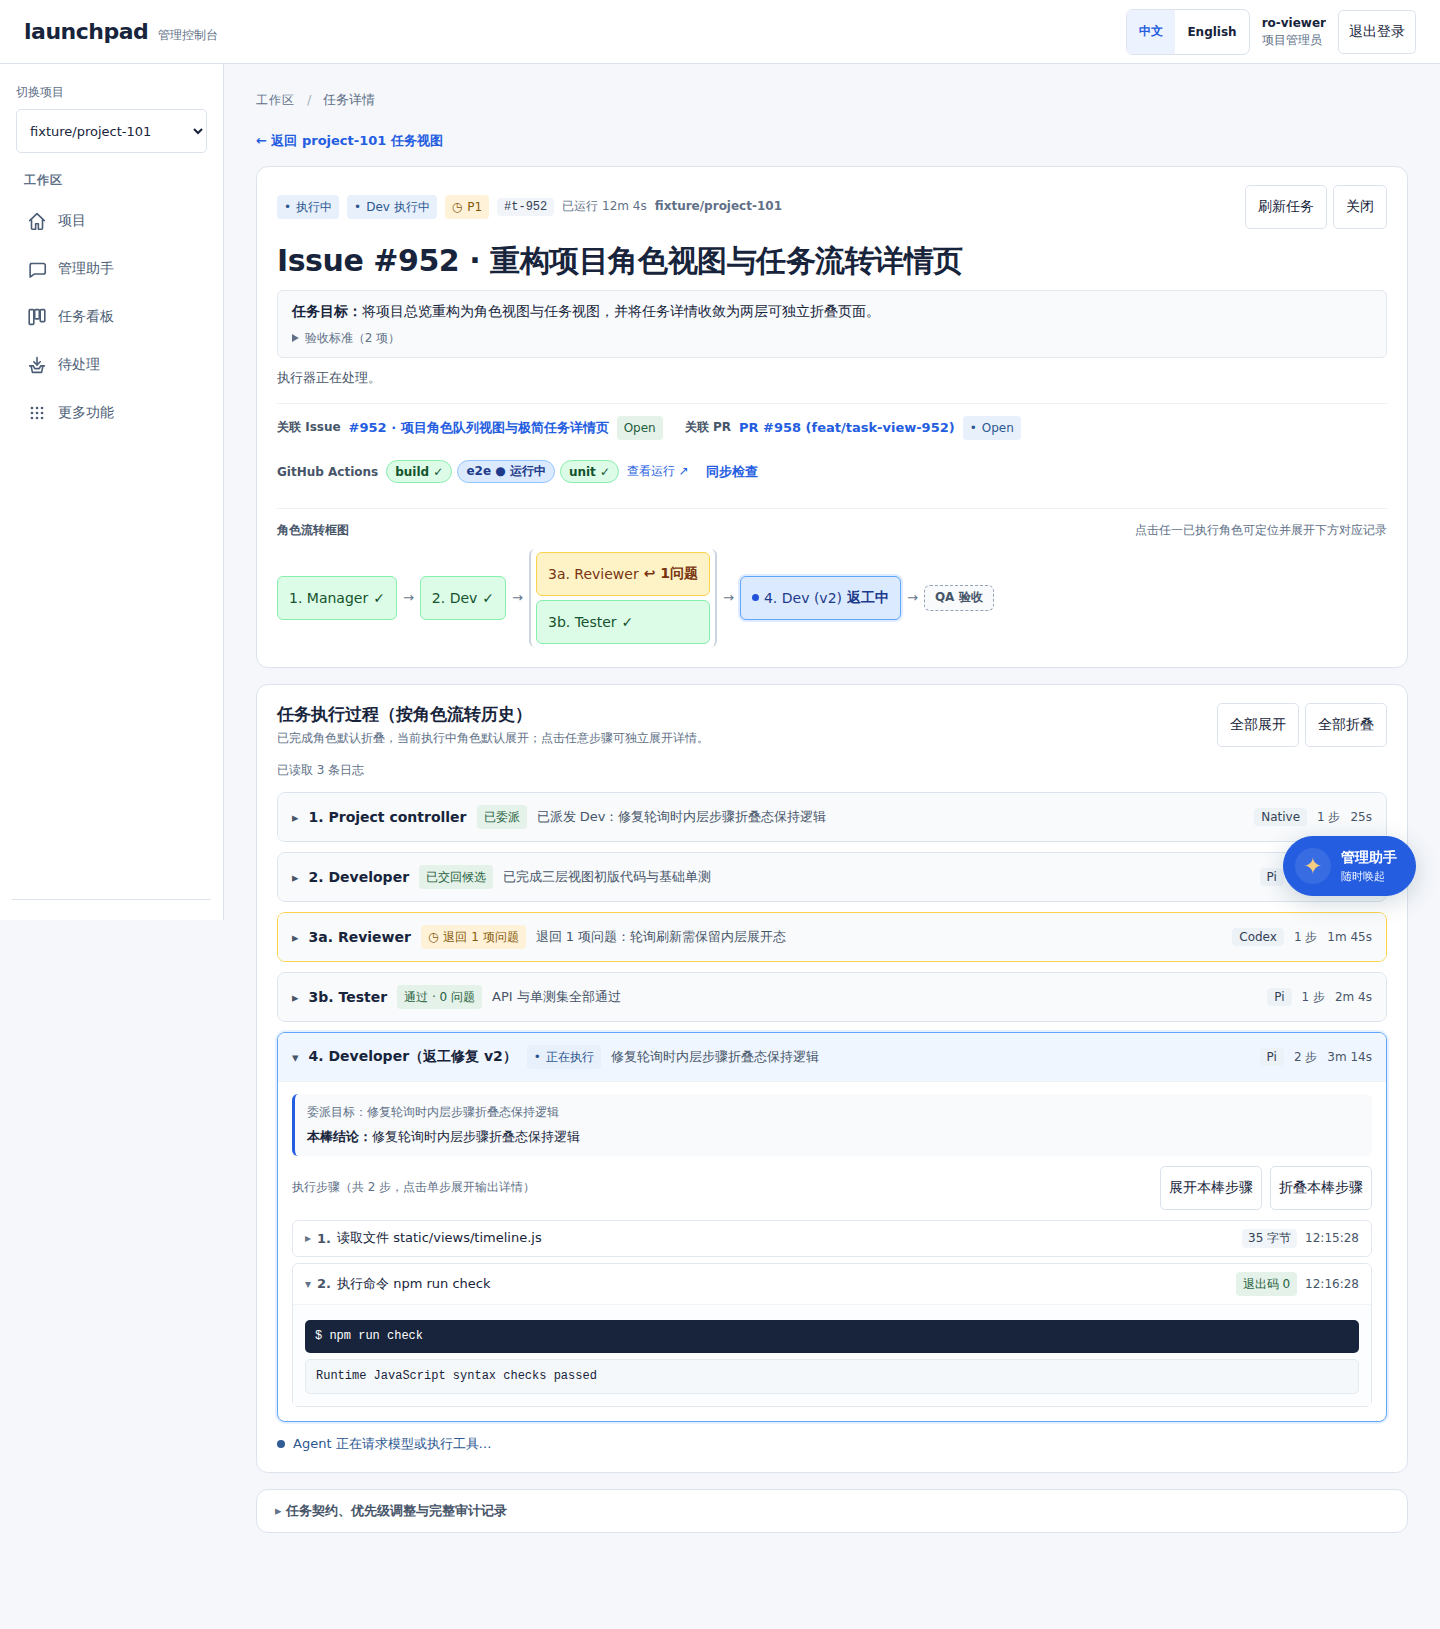 launchpad 管理控制台
中文 English ro-viewer 项目管理员 退出登录
切换项目
fixture/project-101
工作区
项目
管理助手
任务看板
待处理
更多功能
工作区 / 任务详情
← 返回 project-101 任务视图
• 执行中 • Dev 执行中 ◷ P1 #t-952 已运行 12m 4s fixture/project-101 刷新任务 关闭
Issue #952 · 重构项目角色视图与任务流转详情页
任务目标：将项目总览重构为角色视图与任务视图，并将任务详情收敛为两层可独立折叠页面。
▶ 验收标准（2 项）
执行器正在处理。
关联 Issue #952 · 项目角色队列视图与极简任务详情页 Open 关联 PR PR #958 (feat/task-view-952) • Open
GitHub Actions build ✓ e2e ● 运行中 unit ✓ 查看运行 ↗ 同步检查
角色流转框图 点击任一已执行角色可定位并展开下方对应记录
1. Manager ✓ → 2. Dev ✓ → 3a. Reviewer ↩ 1问题
3b. Tester ✓
→ ● 4. Dev (v2) 返工中 → QA 验收
任务执行过程（按角色流转历史） 全部展开 全部折叠
已完成角色默认折叠，当前执行中角色默认展开；点击任意步骤可独立展开详情。
已读取 3 条日志
▸ 1. Project controller 已委派 已派发 Dev：修复轮询时内层步骤折叠态保持逻辑 Native 1 步 25s
▸ 2. Developer 已交回候选 已完成三层视图初版代码与基础单测 Pi
✦ 管理助手
随时唤起
▸ 3a. Reviewer ◷ 退回 1 项问题 退回 1 项问题：轮询刷新需保留内层展开态 Codex 1 步 1m 45s
▸ 3b. Tester 通过 · 0 问题 API 与单测集全部通过 Pi 1 步 2m 4s
▾ 4. Developer（返工修复 v2） • 正在执行 修复轮询时内层步骤折叠态保持逻辑 Pi 2 步 3m 14s
委派目标：修复轮询时内层步骤折叠态保持逻辑
本棒结论：修复轮询时内层步骤折叠态保持逻辑
执行步骤（共 2 步，点击单步展开输出详情） 展开本棒步骤 折叠本棒步骤
▸ 1. 读取文件 static/views/timeline.js 35 字节 12:15:28
▾ 2. 执行命令 npm run check 退出码 0 12:16:28
$ npm run check
Runtime JavaScript syntax checks passed
● Agent 正在请求模型或执行工具…
▸ 任务契约、优先级调整与完整审计记录